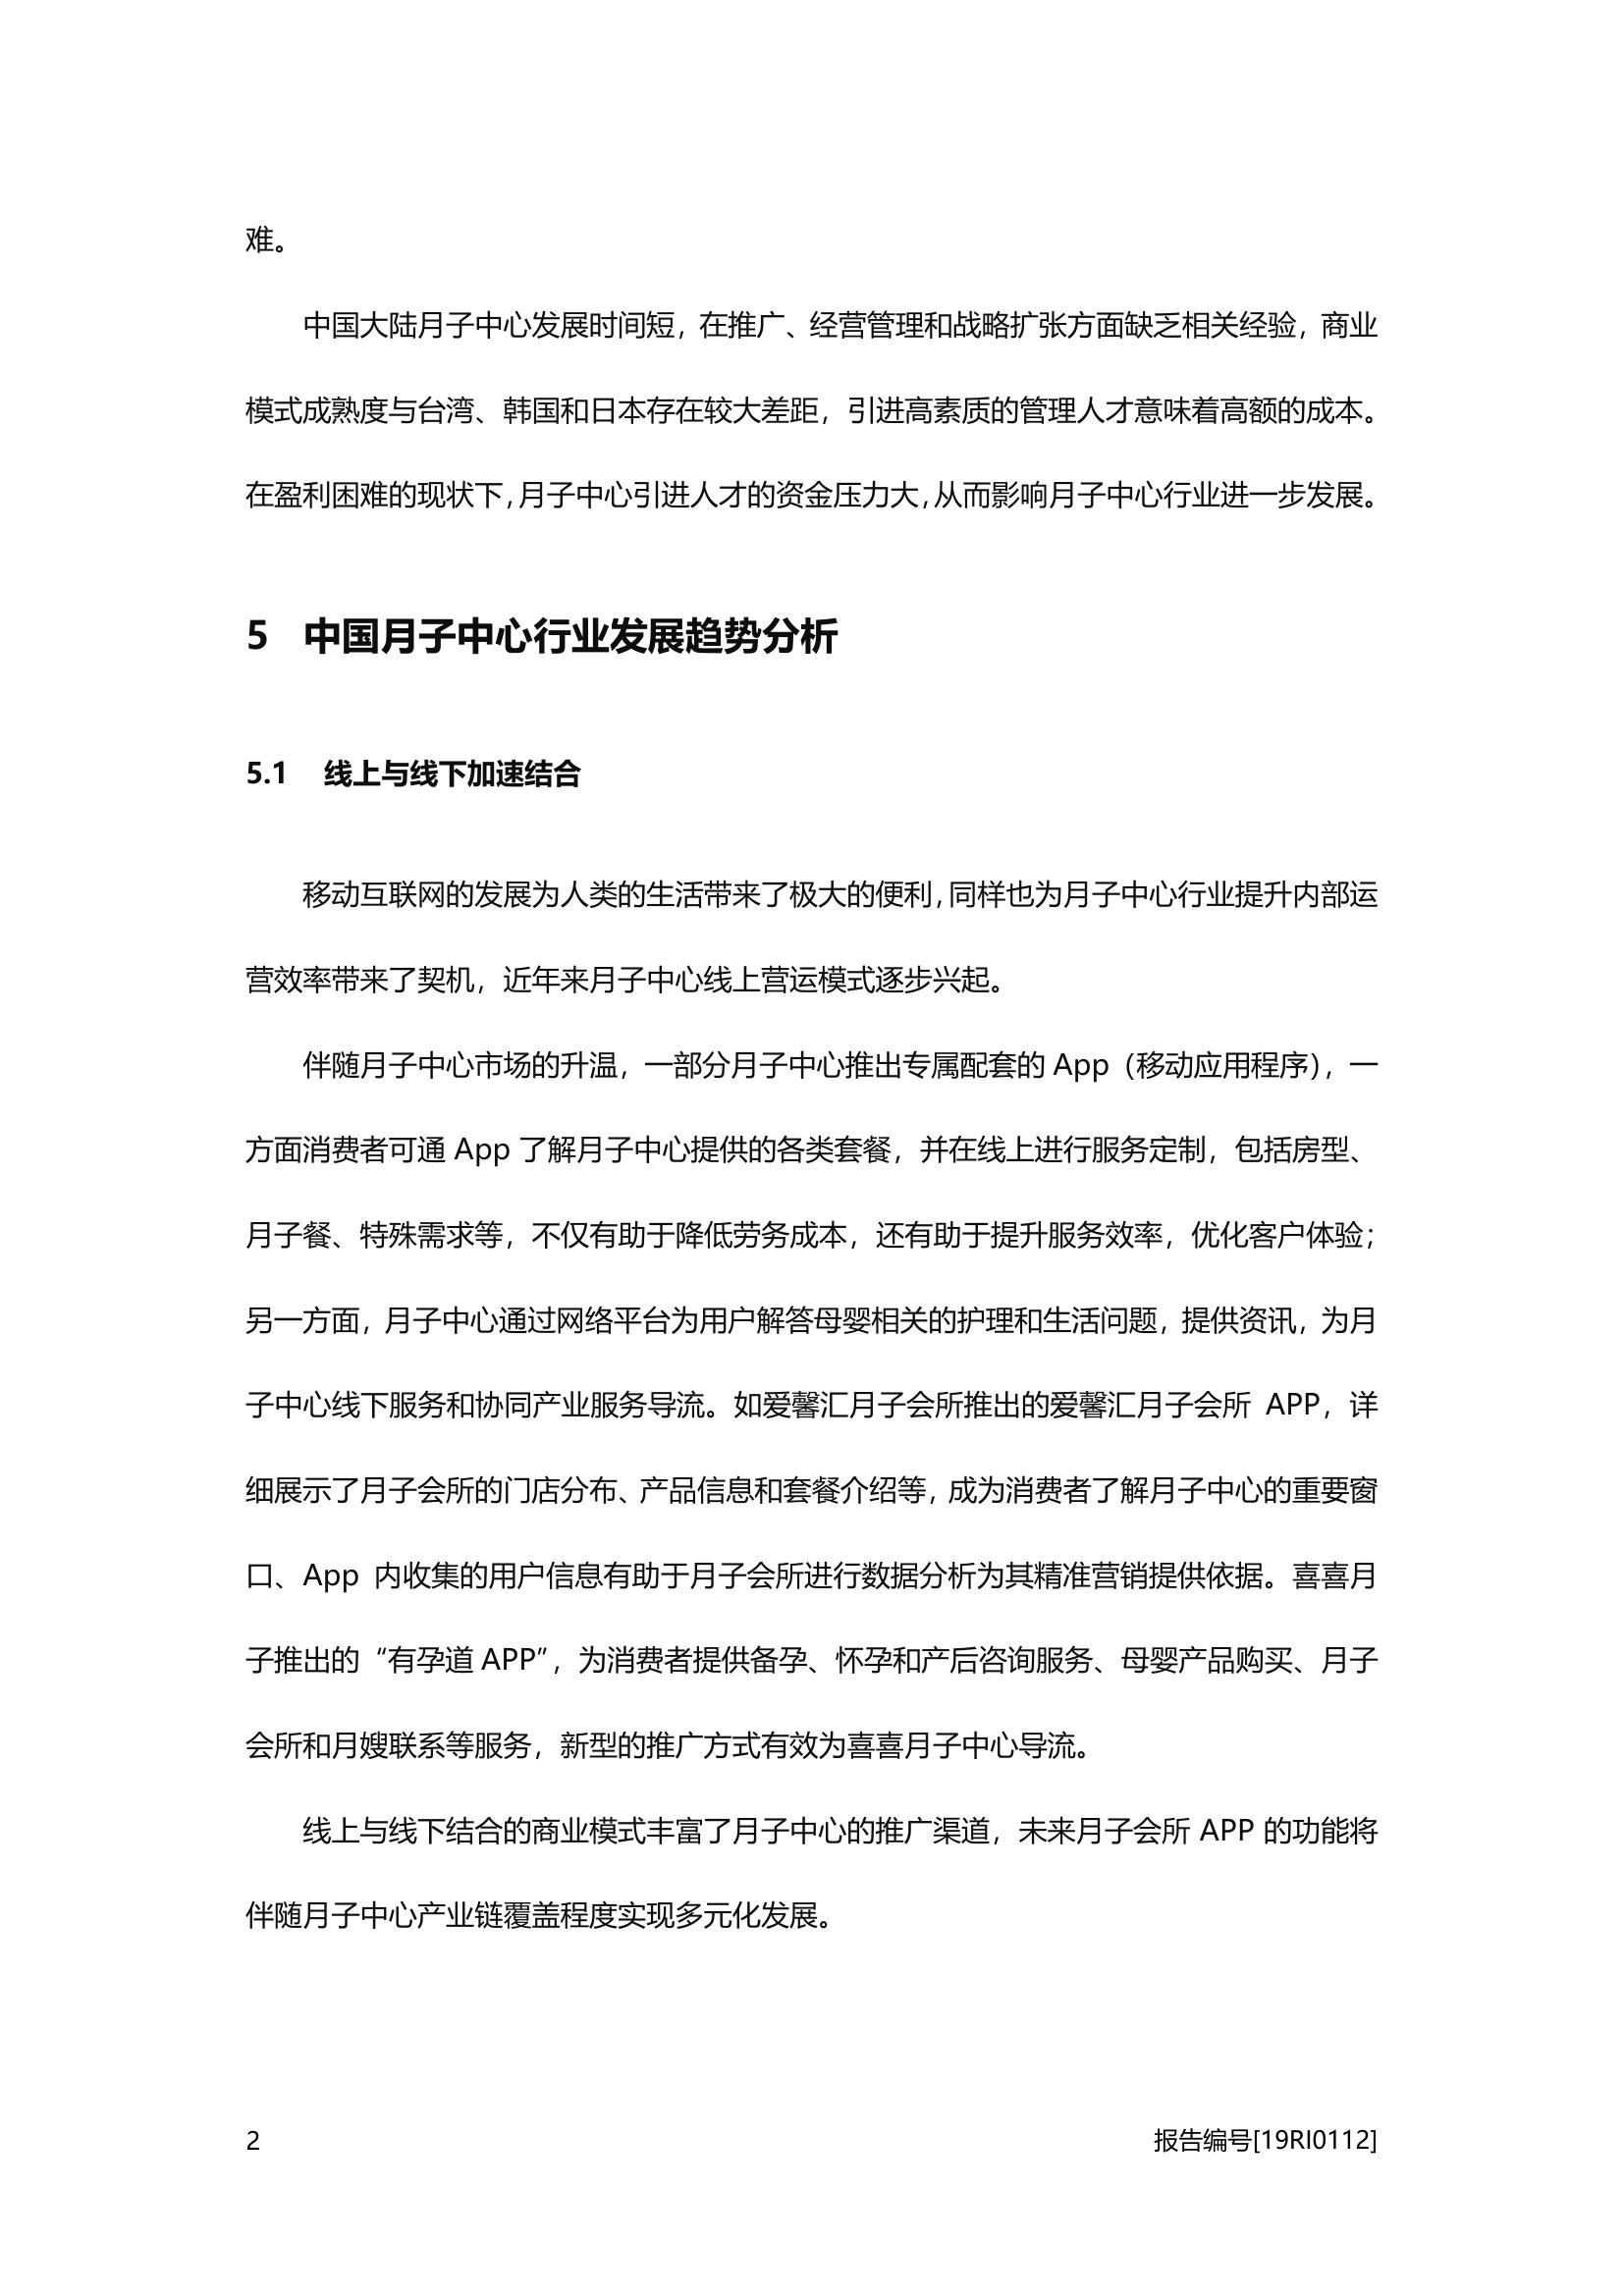 难。
中国大陆月子中心发展时间短，在推广、经营管理和战略扩张方面缺乏相关经验，商业
模式成熟度与台湾、韩国和日本存在较大差距，引进高素质的管理人才意味着高额的成本。
在盈利困难的现状下，月子中心引进人才的资金压力大，从而影响月子中心行业进一步发展。
5 中国月子中心行业发展趋势分析
5.1 线上与线下加速结合
移动互联网的发展为人类的生活带来了极大的便利，同样也为月子中心行业提升内部运
营效率带来了契机，近年来月子中心线上营运模式逐步兴起。
伴随月子中心市场的升温，一部分月子中心推出专属配套的 App（移动应用程序），一
方面消费者可通 App 了解月子中心提供的各类套餐，并在线上进行服务定制，包括房型、
月子餐、特殊需求等，不仅有助于降低劳务成本，还有助于提升服务效率，优化客户体验；
另一方面，月子中心通过网络平台为用户解答母婴相关的护理和生活问题，提供资讯，为月
子中心线下服务和协同产业服务导流。如爱馨汇月子会所推出的爱馨汇月子会所 APP，详
细展示了月子会所的门店分布、产品信息和套餐介绍等，成为消费者了解月子中心的重要窗
口、App 内收集的用户信息有助于月子会所进行数据分析为其精准营销提供依据。喜喜月
子推出的“有孕道 APP”，为消费者提供备孕、怀孕和产后咨询服务、母婴产品购买、月子
会所和月嫂联系等服务，新型的推广方式有效为喜喜月子中心导流。
线上与线下结合的商业模式丰富了月子中心的推广渠道，未来月子会所 APP 的功能将
伴随月子中心产业链覆盖程度实现多元化发展。
2 报告编号[19RI0112]